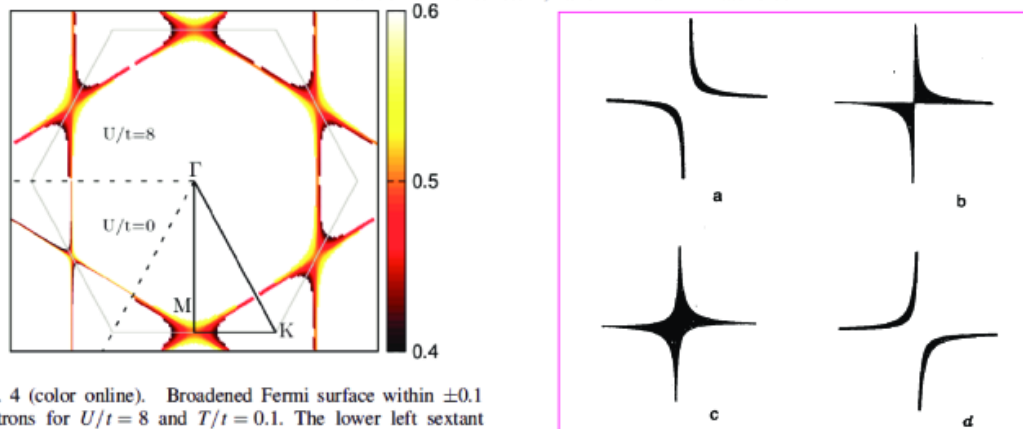 0.6
U/t=8
Γ
0.5
U/t=0
M
K
0.4
. 4 (color online). Broadened Fermi surface within ±0.1
trons for U/t = 8 and T/t = 0.1. The lower left sextant
a
b
c
d